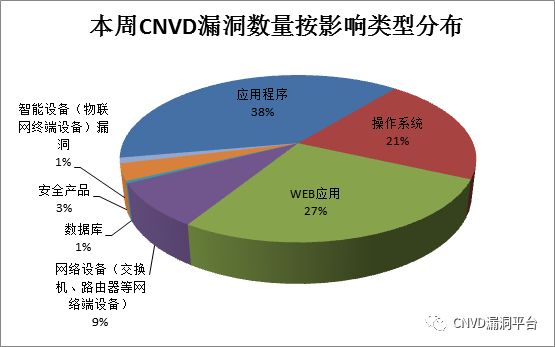 本周CNVD漏洞数量按影响类型分布
应用程序
38%
操作系统
21%
WEB应用
27%
网络设备（交换
机、路由器等网
络端设备）
9%
数据库
1%
安全产品
3%
智能设备（物联
网终端设备）漏
洞
1%
CNVD漏洞平台